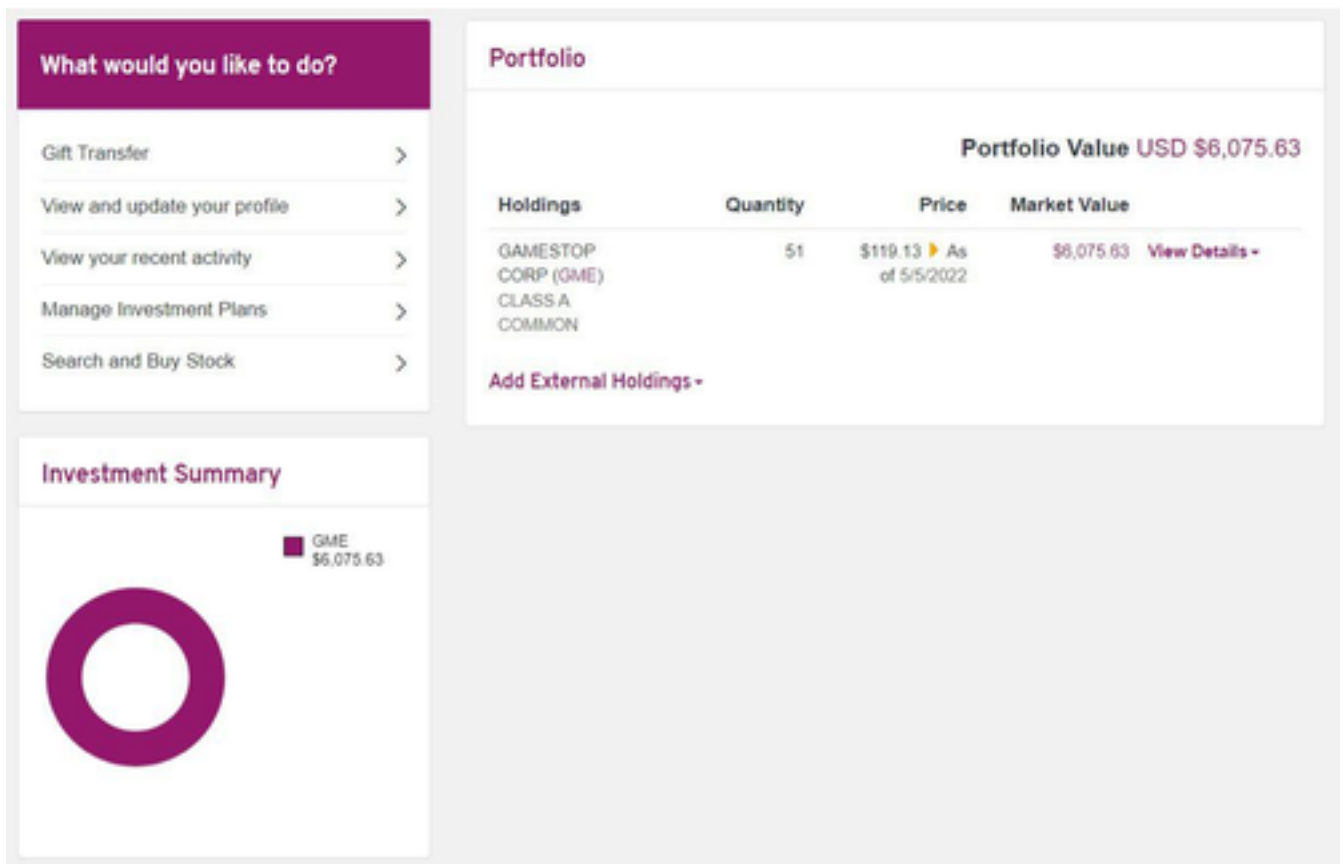 What would you like to do?
Gift Transfer
View and update your profile
View your recent activity
Manage Investment Plans
Search and Buy Stock
Portfolio
Portfolio Value USD $6,075.63
Holdings Quantity Price Market Value
GAMESTOP 51 $119.13 As $6,075.63 View Details
CORP (GME) of 5/5/2022
CLASS A
COMMON
Add External Holdings
Investment Summary
GME
$6,075.63